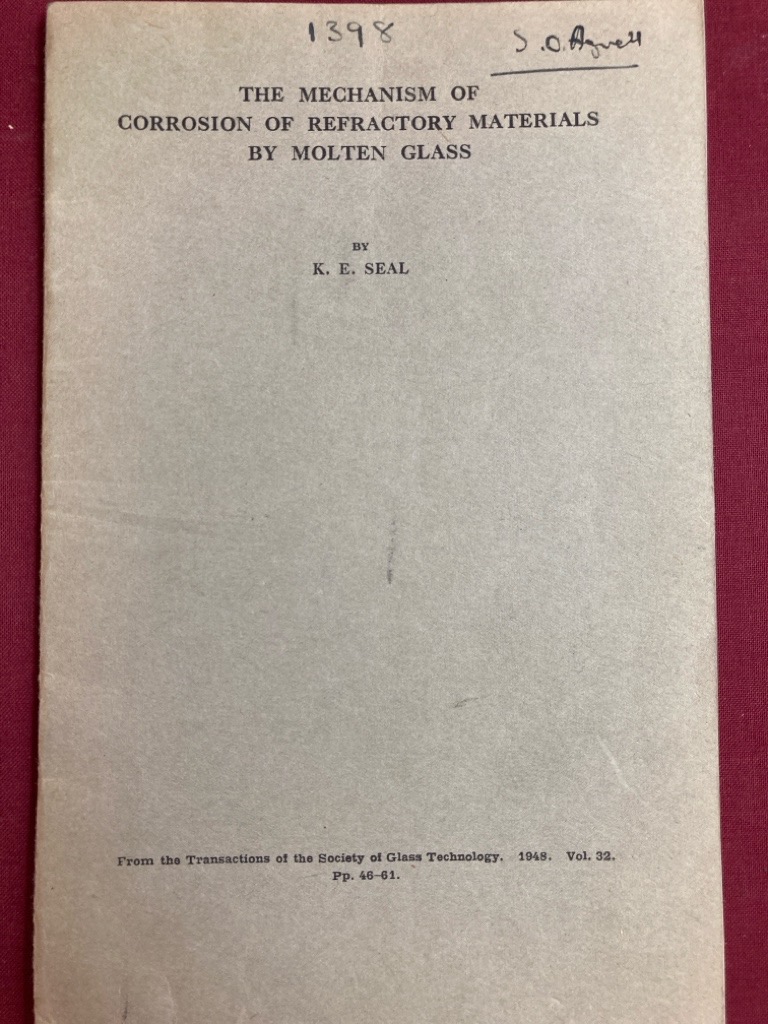 1398
S.O. Agnell
THE MECHANISM OF
CORROSION OF REFRACTORY MATERIALS
BY MOLTEN GLASS
BY
K. E. SEAL
From the Transactions of the Society of Glass Technology. 1948. Vol. 32.
Pp. 46–61.